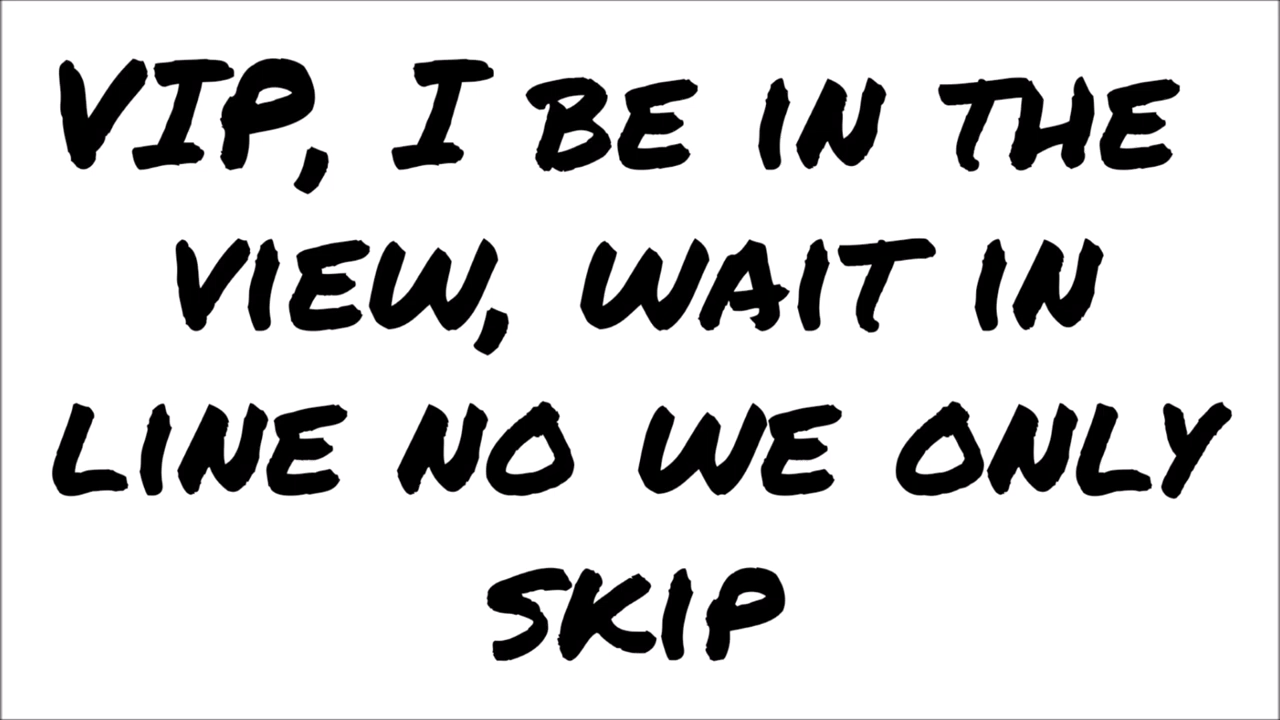 VIP, I BE IN THE
VIEW, WAIT IN
LINE NO WE ONLY
SKIP